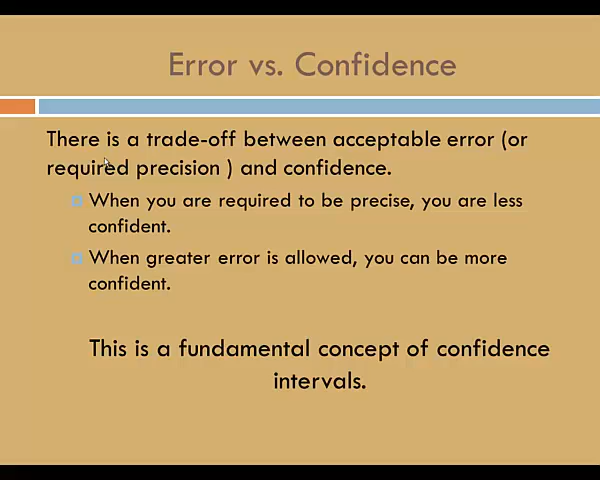 Error vs. Confidence
There is a trade-off between acceptable error (or
required precision ) and confidence.
When you are required to be precise, you are less
confident.
When greater error is allowed, you can be more
confident.
This is a fundamental concept of confidence
intervals.